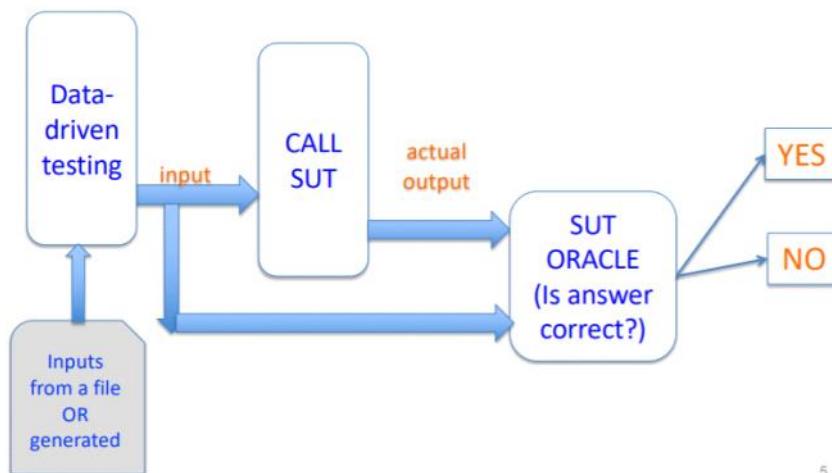 Data-
driven
testing
input
CALL
SUT
actual
output
SUT
ORACLE
(Is answer
correct?)
YES
NO
Inputs
from a file
OR
generated
5